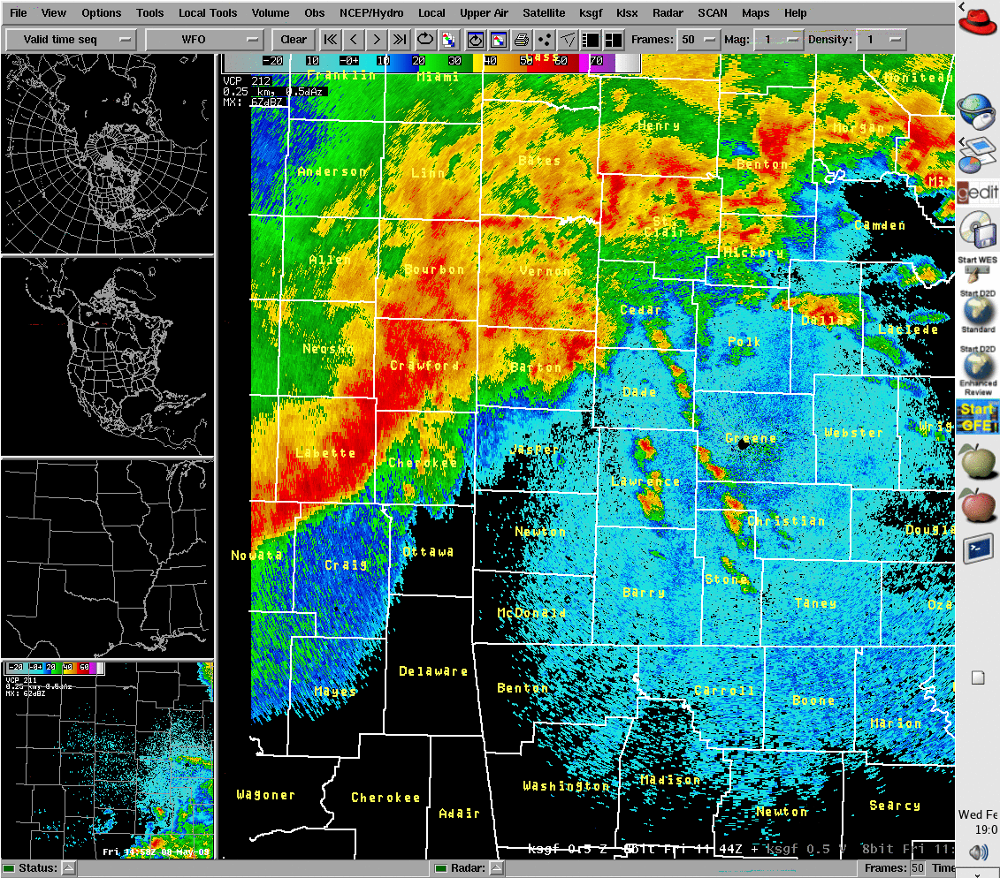 File View Options Tools Local Tools Volume Obs NCEP/Hydro Local Upper Air Satellite ksgf klsx Radar SCAN Maps Help
Valid time seq WFO Clear Frames: 50 Mag: 1 Density: 1
-20 10 -0+ 10 20 30 40 50 60 70
VCP 212
0.25 km, 0.5dAz
MX: 67dBZ
Franklin
Miami
Moniteau
Henry
Morgan
Anderson
Linn
Bates
Benton
Mil
St. Clair
Camden
Allen
Bourbon
Vernon
Hickory
Cedar
Dallas
Laclede
Neosho
Crawford
Barton
Polk
Dade
Labette
Cherokee
Jasper
Greene
Webster
Wrig
Lawrence
Newton
Christian
Dougla
Nowata
Craig
Ottawa
Stone
McDonald
Barry
Taney
Oza
Mayes
Delaware
Benton
Carroll
Boone
Marion
Wagoner
Cherokee
Adair
Washington
Madison
Newton
Searcy
ksgf 0.5 Z 8bit Fri 11:44Z + ksgf 0.5 V 8bit Fri 11:
-20 -0+ 20 40 60
VCP 211
0.25 km 0.5dAz
MX: 62dBZ
Status: Radar: Frames: 50 Time
gedit
Start WES
Start D2D
Standard
Start D2D
Enhanced
Review
Start
GFE
Wed Fe
19:0